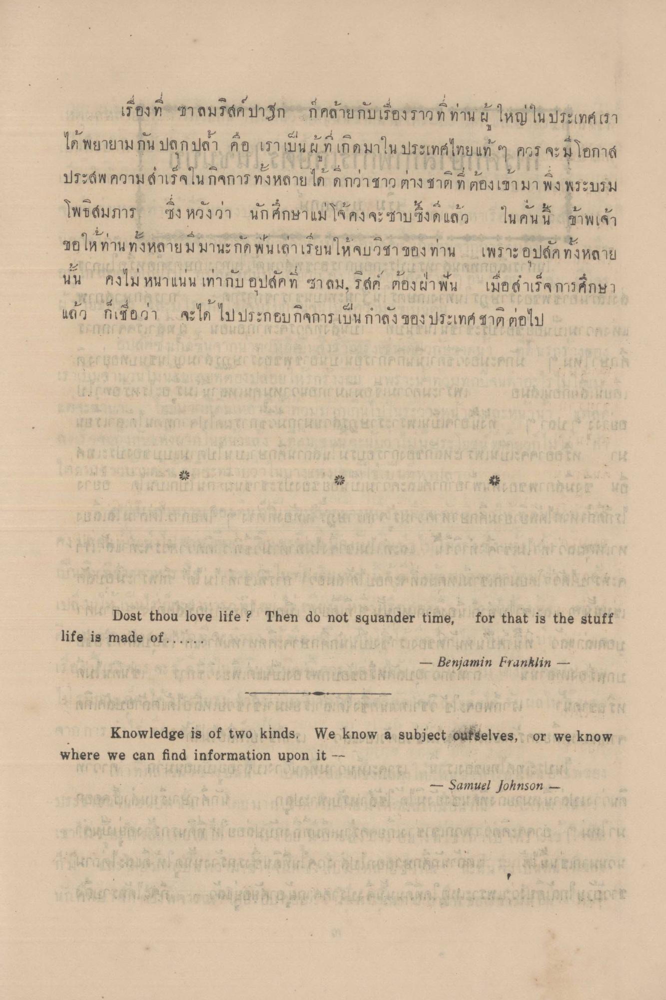 เรื่องที่ ซาลมริสค์ปาฐก ก็คล้ายกับเรื่องราวที่ท่านผู้ใหญ่ในประเทศเรา
ได้พยายามกันปลุกปล้ำ คือ เราเป็นผู้ที่เกิดมาในประเทศไทยแท้ ๆ ควรจะมีโอกาส
ประสพความสำเร็จในกิจการทั้งหลายได้ ดีกว่าชาวต่างชาติที่ต้องเข้ามาพึ่งพระบรม
โพธิสมภาร ซึ่งหวังว่า นักศึกษาแม่โจ้คงจะซาบซึ้งดีแล้ว ในคั่นนี้ ข้าพเจ้า
ขอให้ท่านทั้งหลายมีมานะกัดฟันเล่าเรียนให้จบวิชาของท่าน เพราะอุปสัคทั้งหลาย
นั้น คงไม่หนาแน่นเท่ากับอุปสัคที่ ซาลม, ริสค์ ต้องฝ่าฟัน เมื่อสำเร็จการศึกษา
แล้ว ก็เชื่อว่า จะได้ไปประกอบกิจการเป็นกำลังของประเทศชาติต่อไป
* * *
Dost thou love life? Then do not squander time, for that is the stuff
life is made of......
— Benjamin Franklin —
Knowledge is of two kinds. We know a subject ourselves, or we know
where we can find information upon it —
— Samuel Johnson —